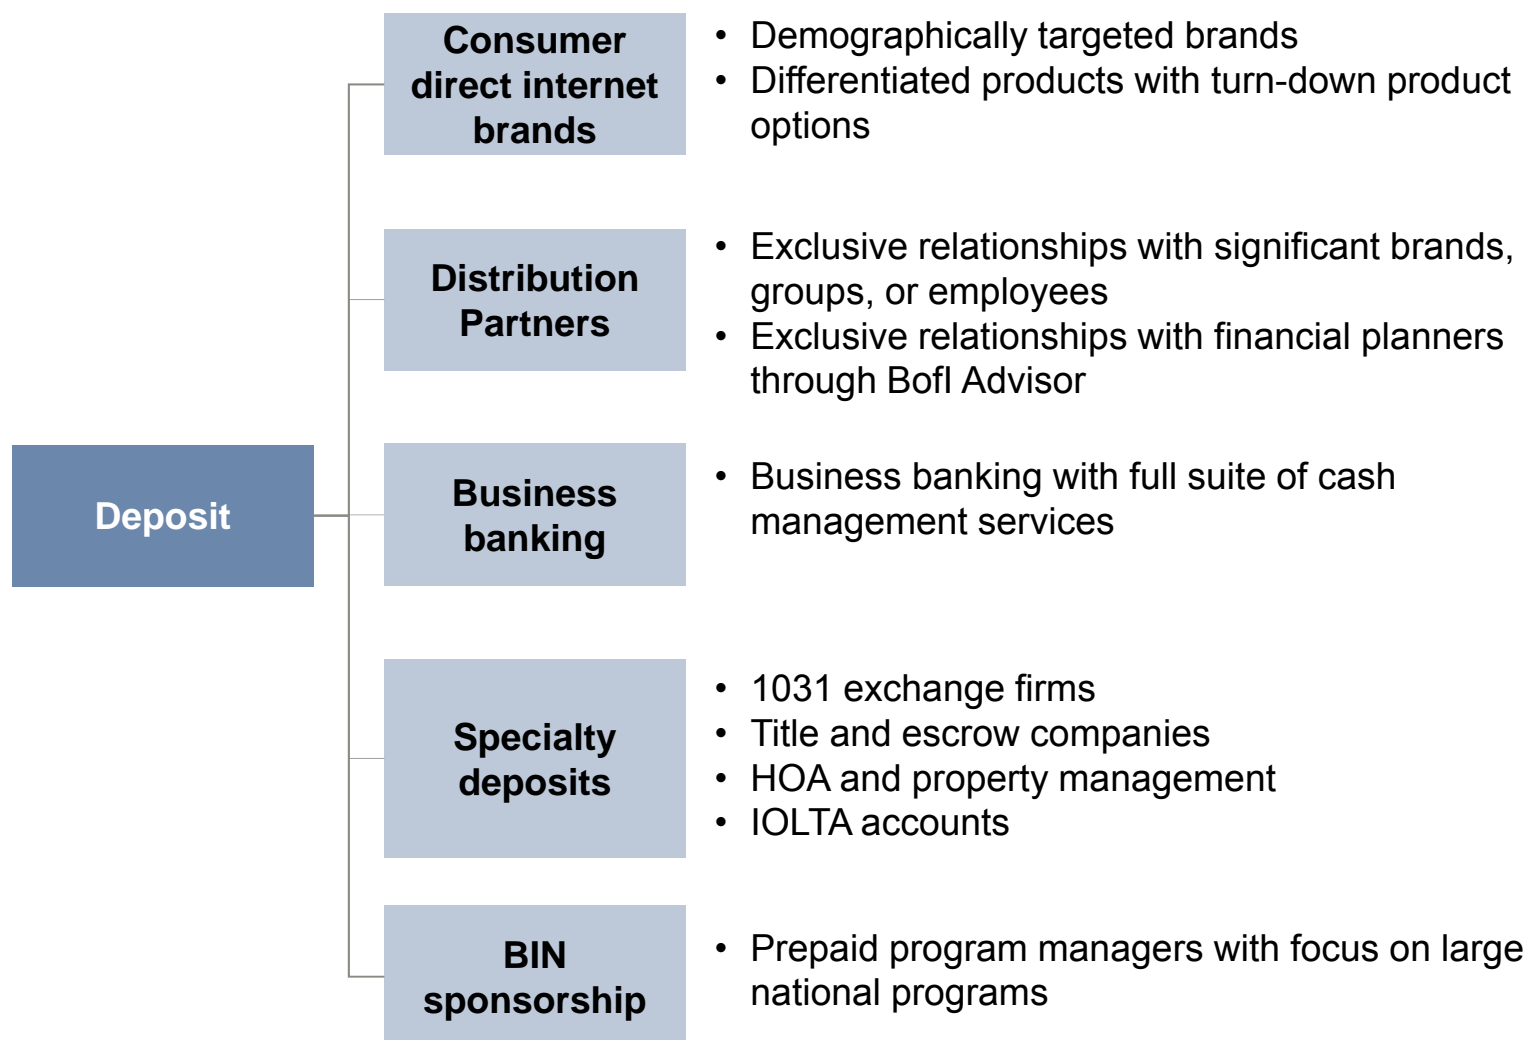 Consumer
direct internet
brands
• Demographically targeted brands
• Differentiated products with turn-down product
options
Distribution
Partners
• Exclusive relationships with significant brands,
groups, or employees
• Exclusive relationships with financial planners
through BofI Advisor
Deposit
Business
banking
• Business banking with full suite of cash
management services
Specialty
deposits
• 1031 exchange firms
• Title and escrow companies
• HOA and property management
• IOLTA accounts
BIN
sponsorship
• Prepaid program managers with focus on large
national programs